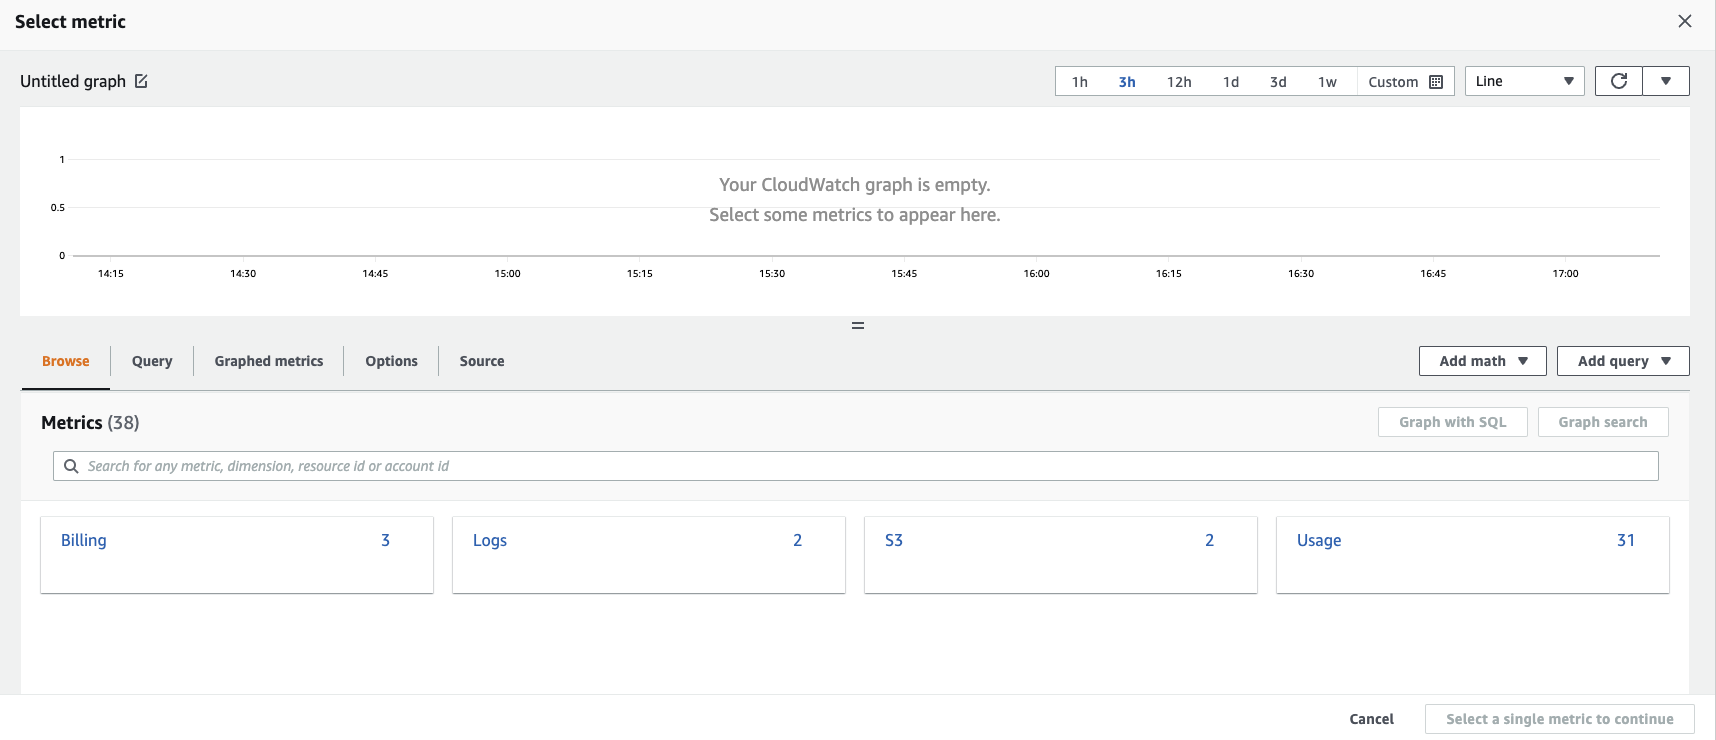 Select metric
Untitled graph
1h 3h 12h 1d 3d 1w Custom Line
1
0.5
0
Your CloudWatch graph is empty.
Select some metrics to appear here.
14:15 14:30 14:45 15:00 15:15 15:30 15:45 16:00 16:15 16:30 16:45 17:00
Browse Query Graphed metrics Options Source Add math Add query
Metrics (38) Graph with SQL Graph search
Search for any metric, dimension, resource id or account id
Billing 3 Logs 2 S3 2 Usage 31
Cancel Select a single metric to continue